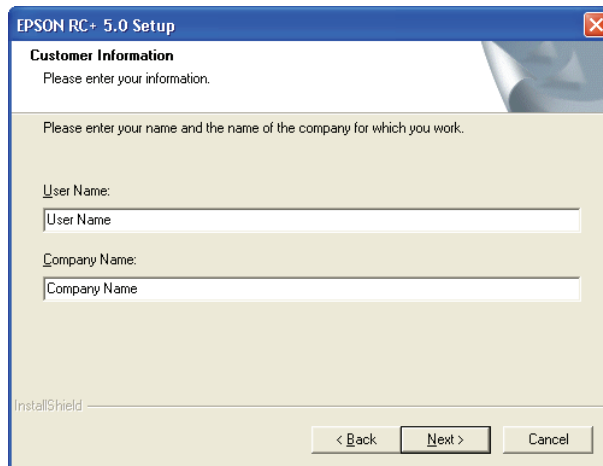 EPSON RC+ 5.0 Setup
Customer Information
Please enter your information.
Please enter your name and the name of the company for which you work.
User Name:
User Name
Company Name:
Company Name
InstallShield
< Back Next > Cancel